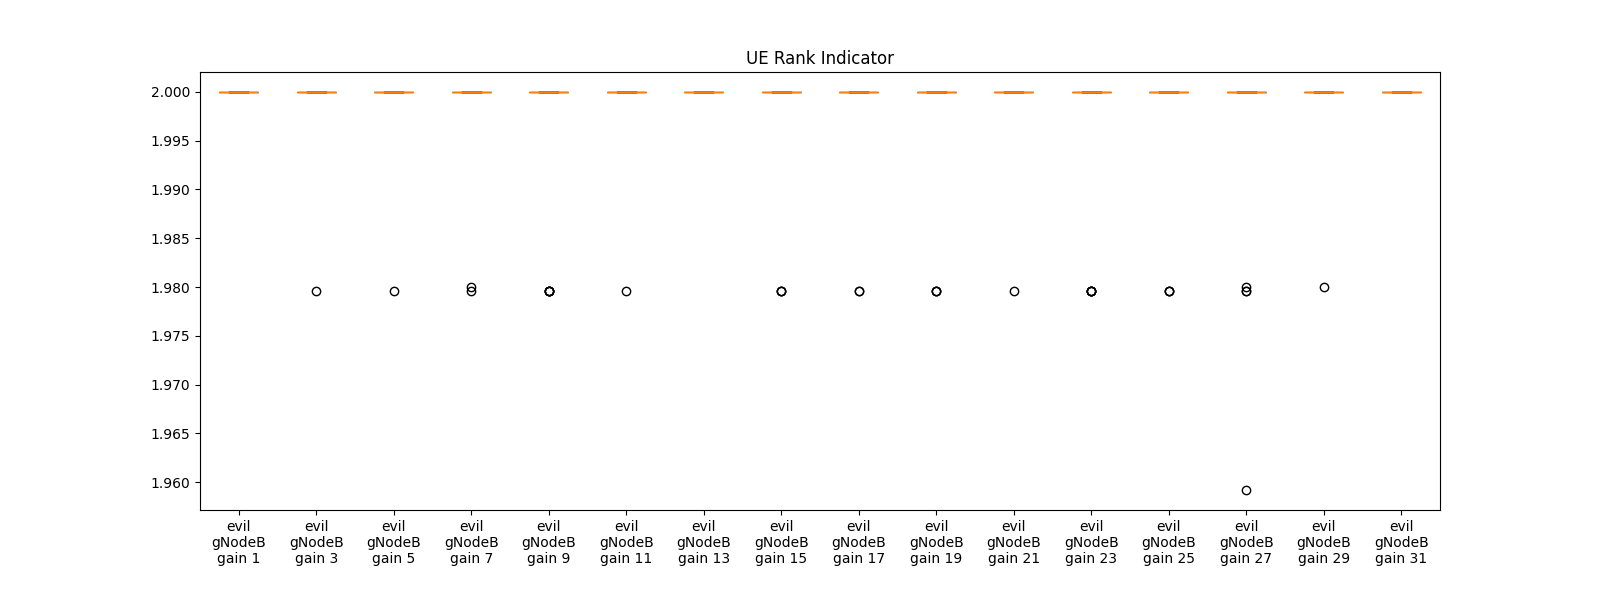 UE Rank Indicator
2.000
1.995
1.990
1.985
1.980
1.975
1.970
1.965
1.960
evil
gNodeB
gain 1
evil
gNodeB
gain 3
evil
gNodeB
gain 5
evil
gNodeB
gain 7
evil
gNodeB
gain 9
evil
gNodeB
gain 11
evil
gNodeB
gain 13
evil
gNodeB
gain 15
evil
gNodeB
gain 17
evil
gNodeB
gain 19
evil
gNodeB
gain 21
evil
gNodeB
gain 23
evil
gNodeB
gain 25
evil
gNodeB
gain 27
evil
gNodeB
gain 29
evil
gNodeB
gain 31